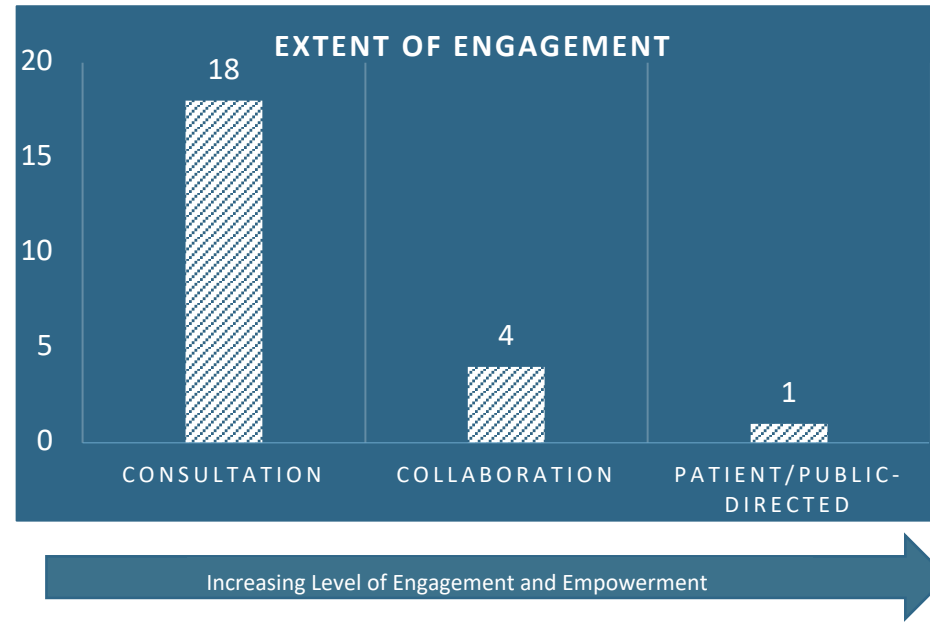 EXTENT OF ENGAGEMENT
20
18
15
10
5
4
1
0
CONSULTATION
COLLABORATION
PATIENT/PUBLIC-
DIRECTED
Increasing Level of Engagement and Empowerment